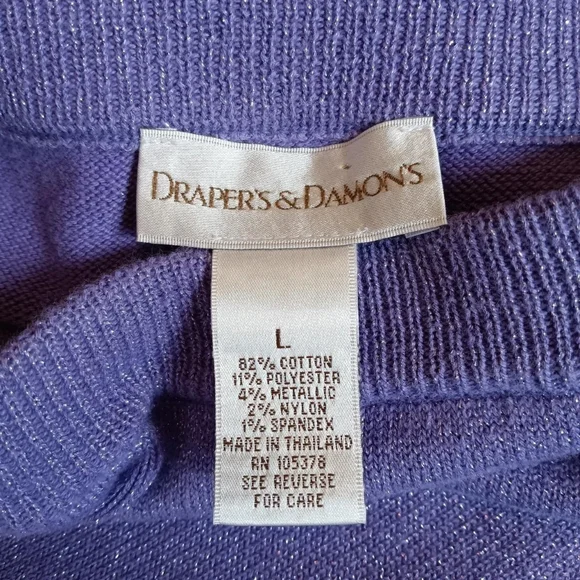 DRAPER'S & DAMON'S
L
82% COTTON
11% POLYESTER
4% METALLIC
2% NYLON
1% SPANDEX
MADE IN THAILAND
RN 105378
SEE REVERSE
FOR CARE